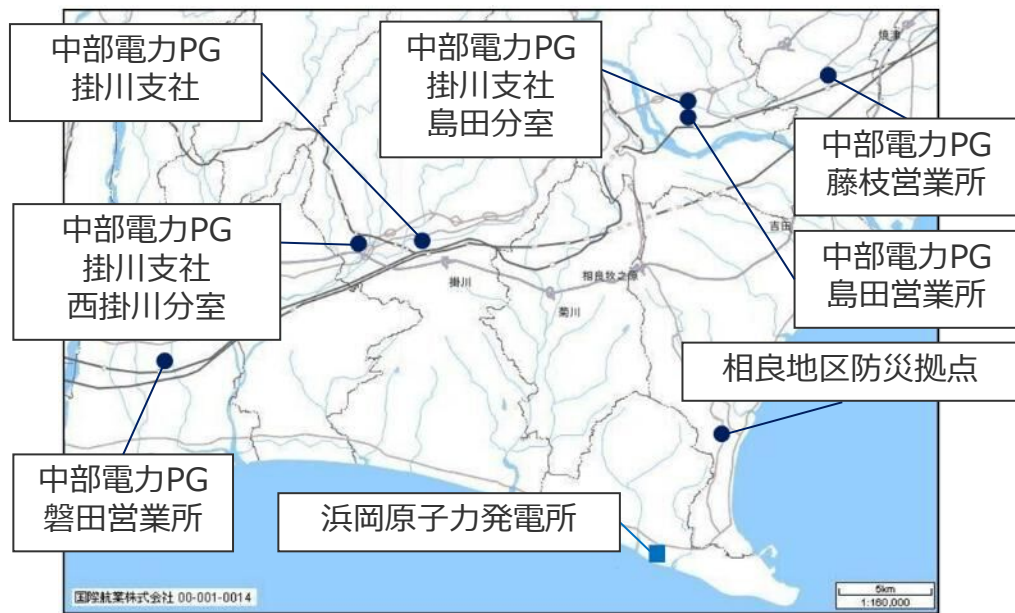 中部電力PG
掛川支社
中部電力PG
掛川支社
島田分室
焼津
中部電力PG
藤枝営業所
中部電力PG
掛川支社
西掛川分室
吉田
中部電力PG
島田営業所
掛川
相良牧之原
菊川
相良地区防災拠点
中部電力PG
磐田営業所
浜岡原子力発電所
国際航業株式会社 00-001-0014
5km
1:160,000